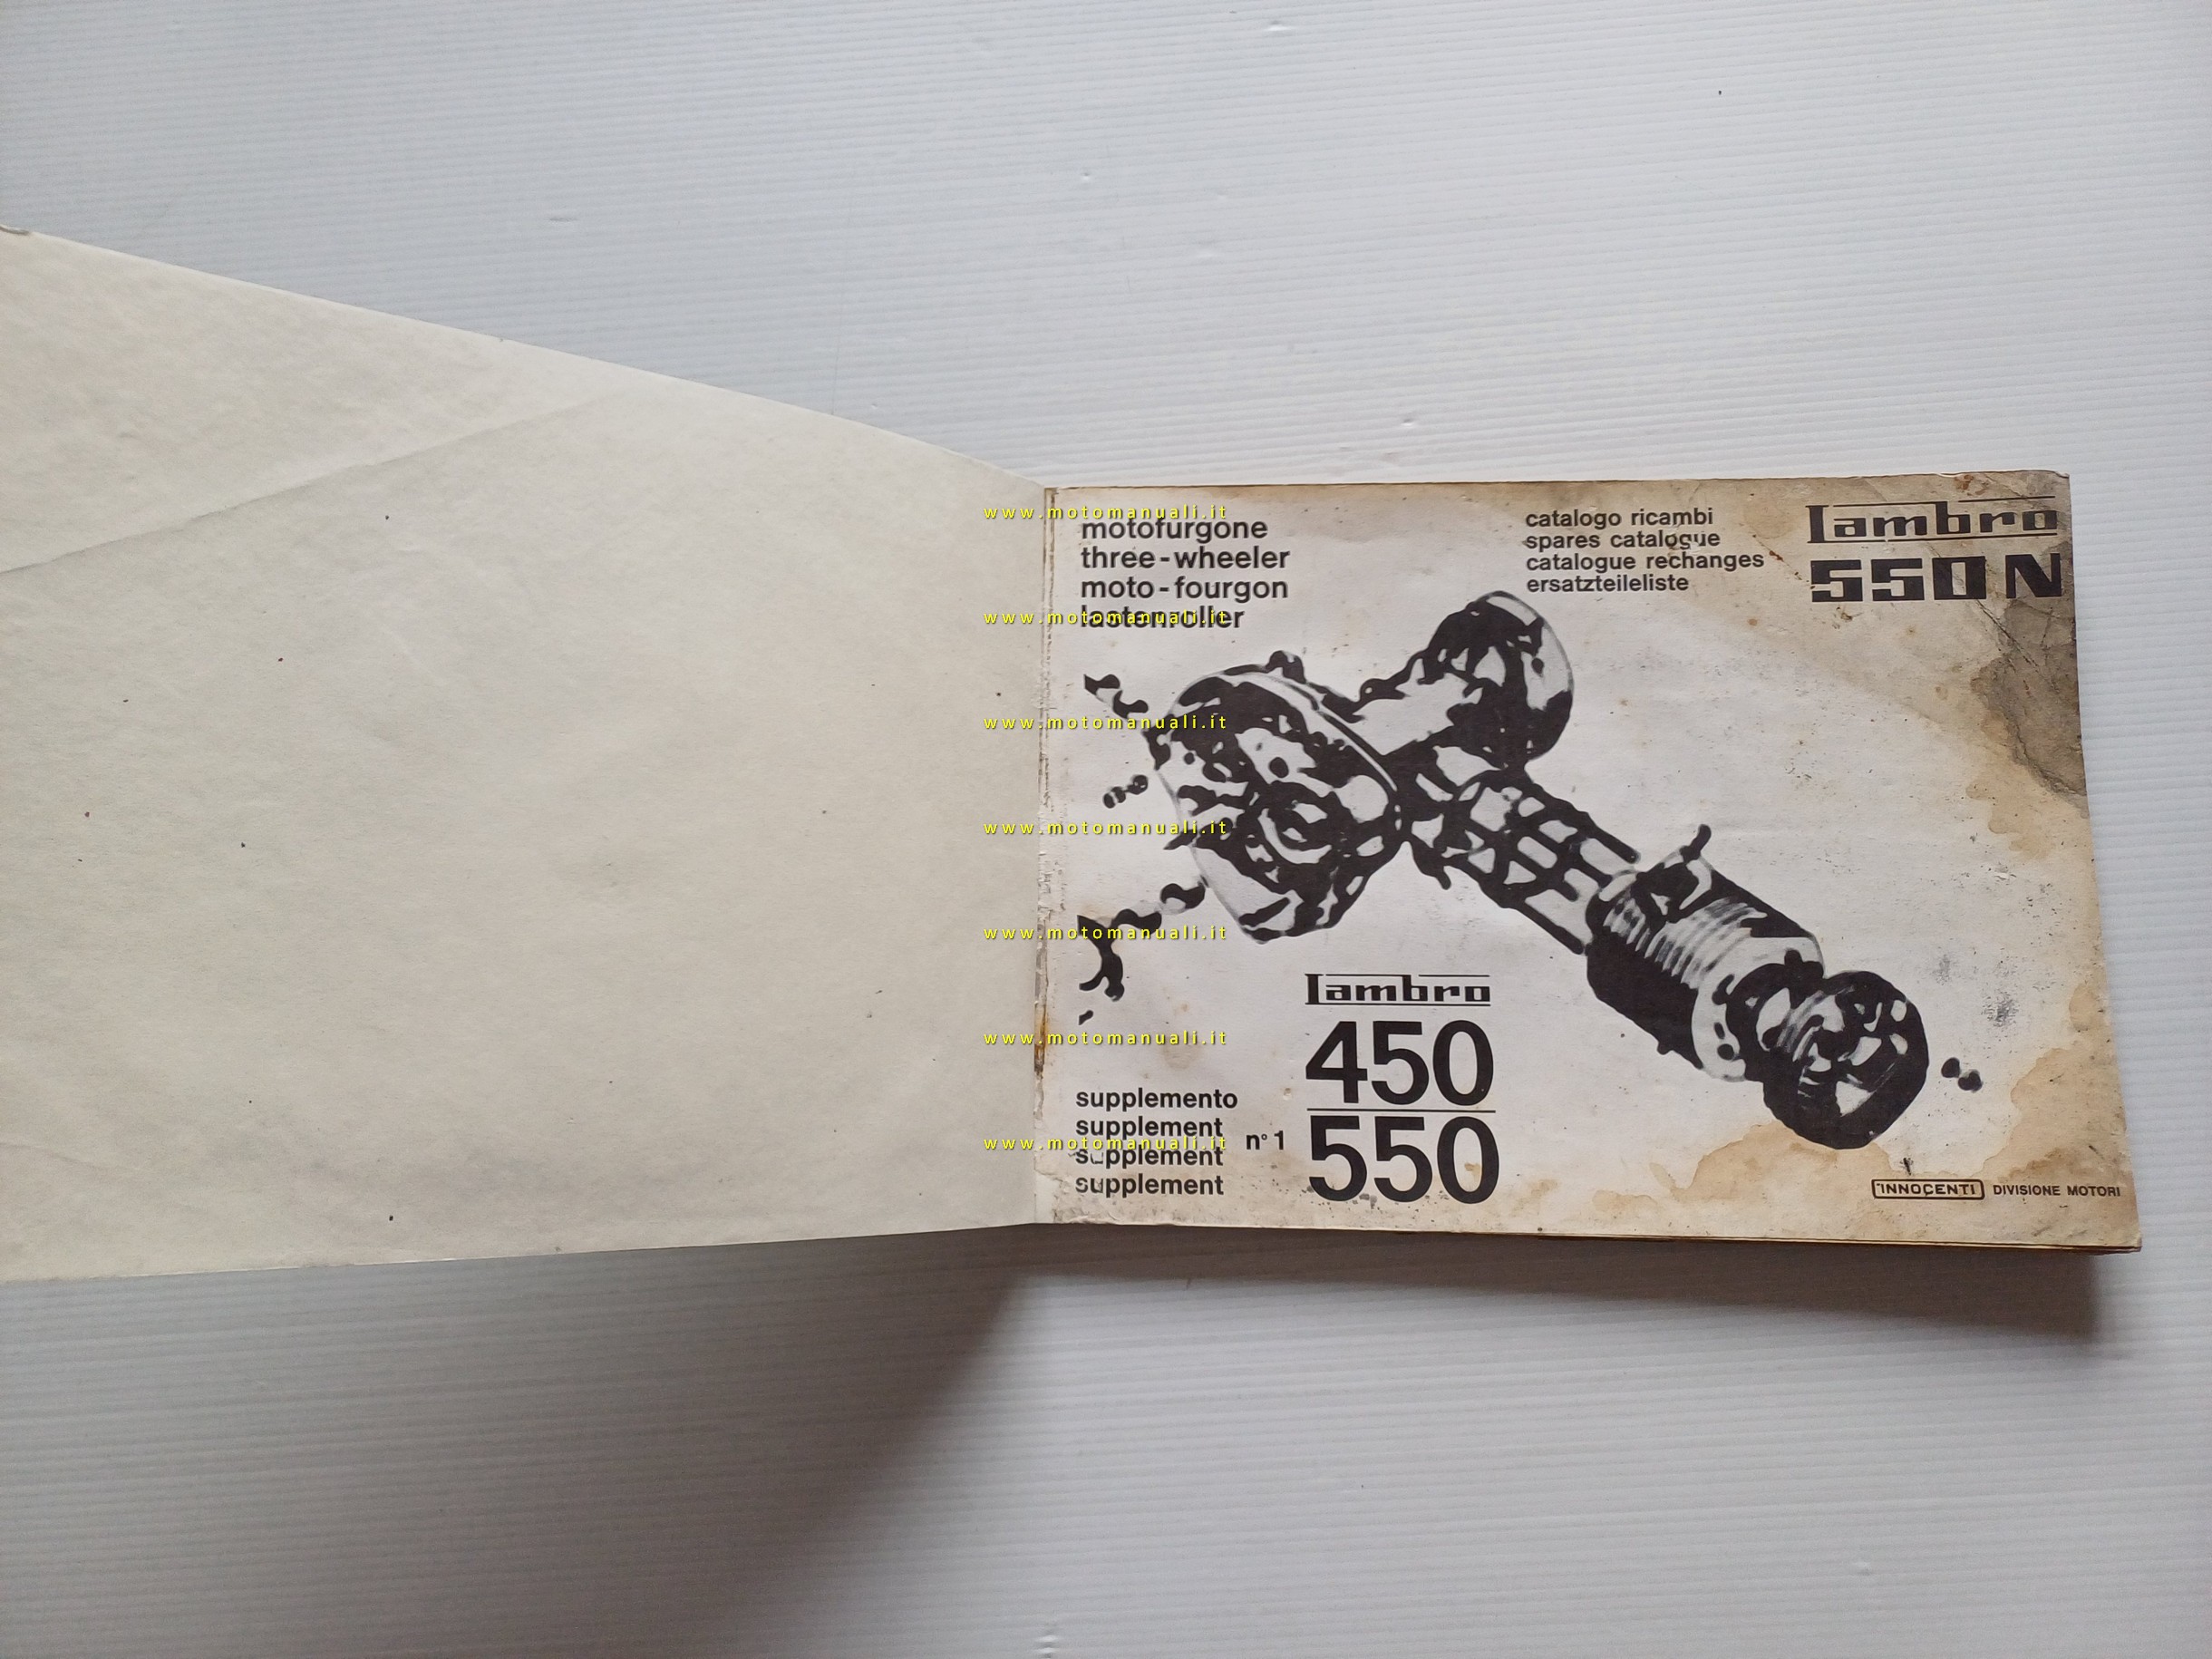 motofurgone
three-wheeler
moto-fourgon
lastenroller
catalogo ricambi
spares catalogue
catalogue rechanges
ersatzteileliste
lambro
550 N
lambro
450
550
supplemento
supplement
supplement
supplement
n° 1
INNOCENTI DIVISIONE MOTORI
www.motomanuali.it
www.motomanuali.it
www.motomanuali.it
www.motomanuali.it
www.motomanuali.it
www.motomanuali.it
www.motomanuali.it